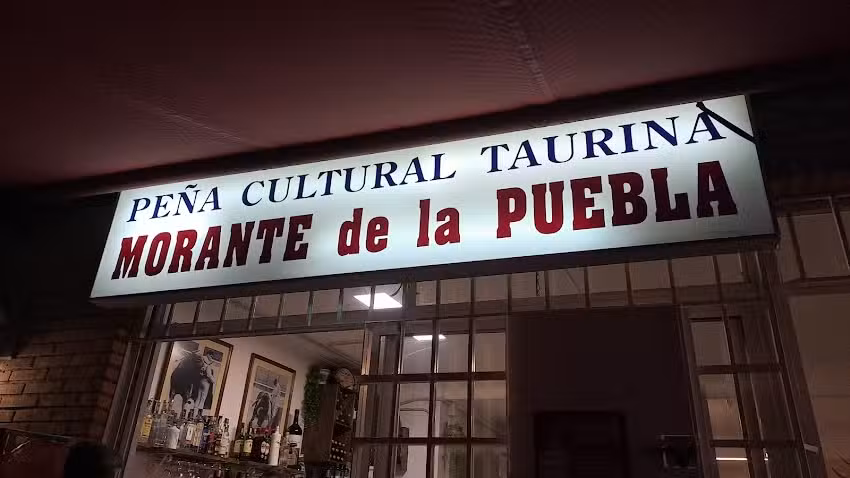 PEÑA CULTURAL TAURINA
MORANTE de la PUEBLA